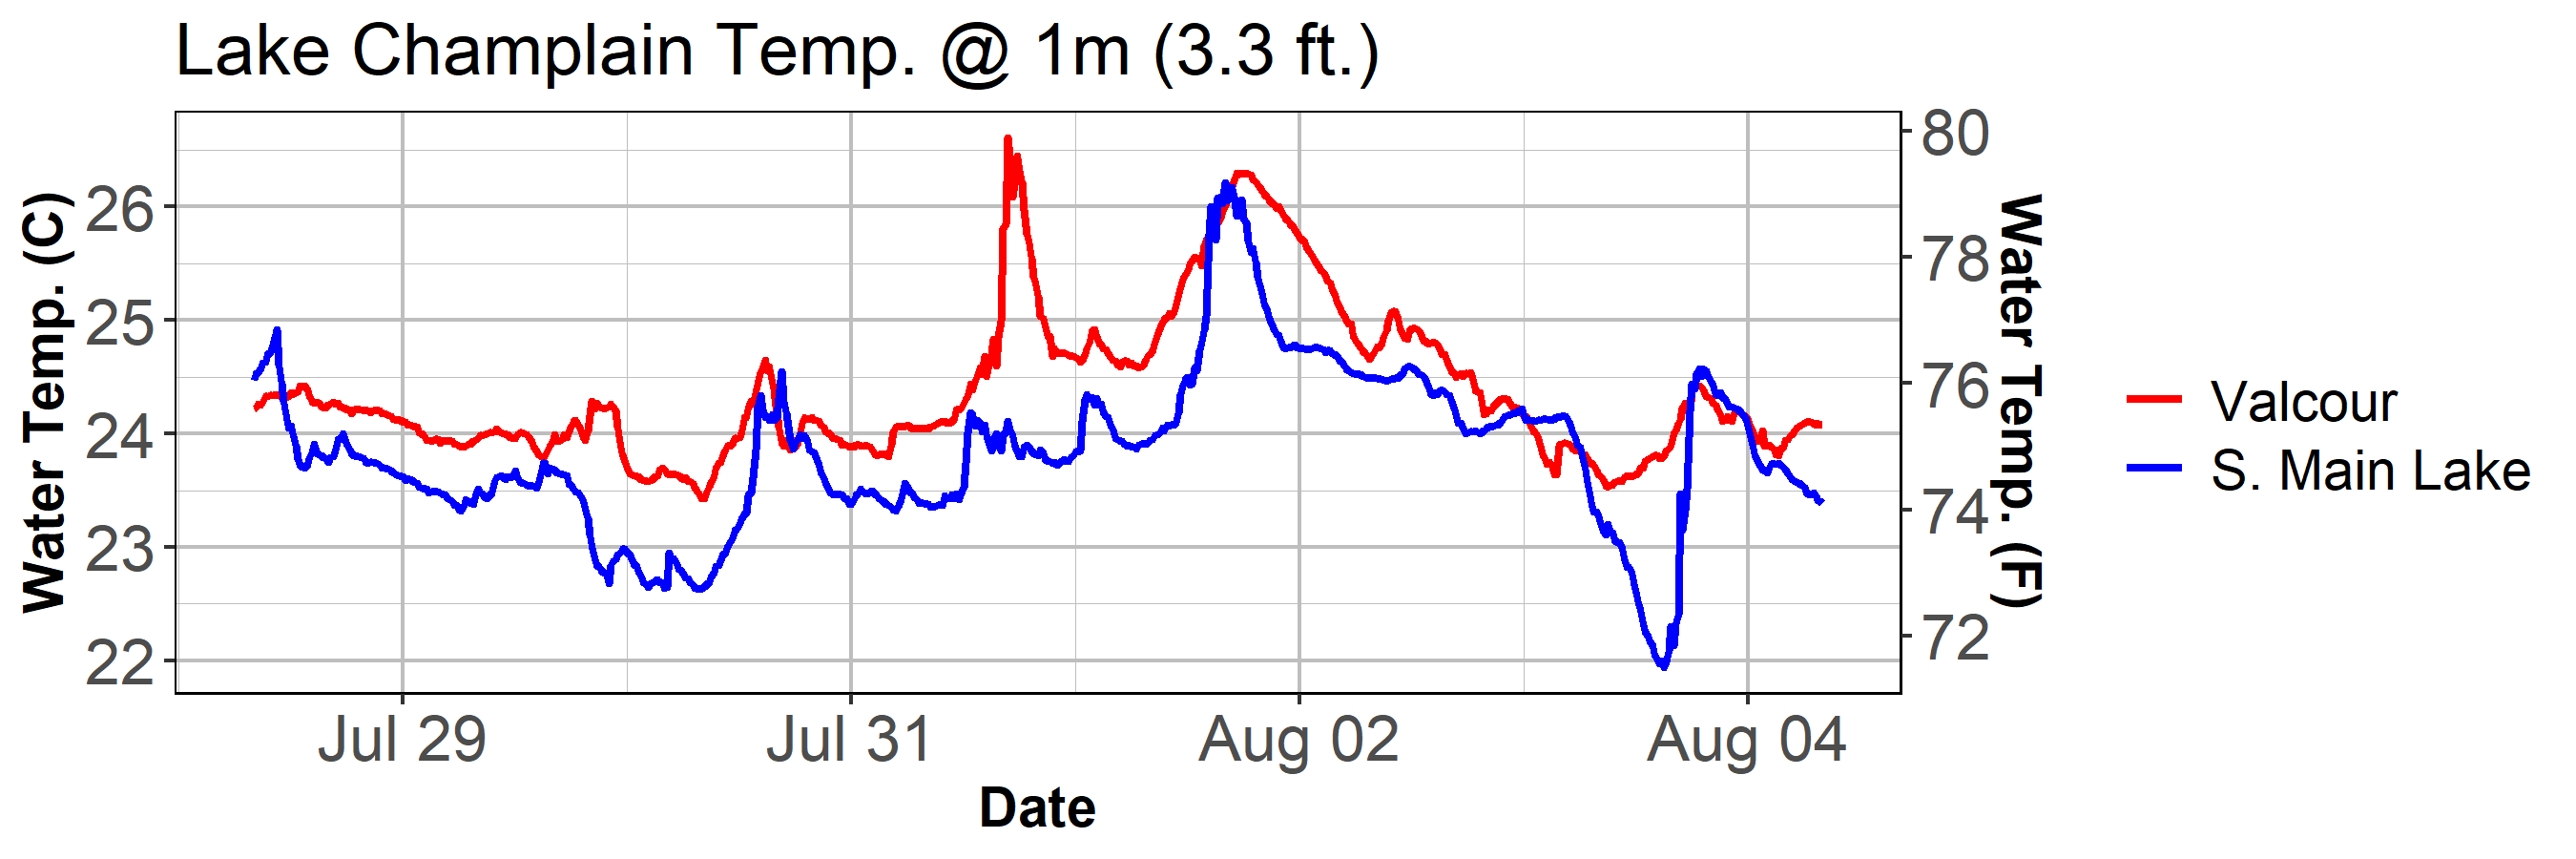 Lake Champlain Temp. @ 1m (3.3 ft.)
Water Temp. (C)
26
25
24
23
22
80
78
76
74
72
Water Temp. (F)
Jul 29
Jul 31
Aug 02
Aug 04
Date
Valcour
S. Main Lake